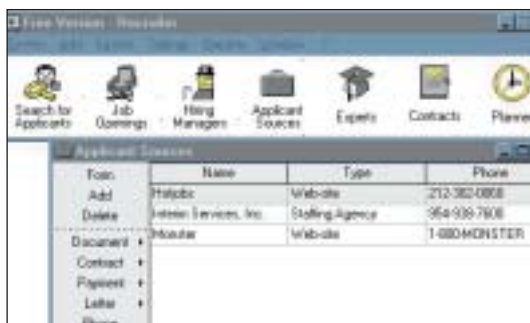 Free Version - Recruiter
Search for Applicants
Job Openings
Hiring Managers
Applicant Sources
Experts
Contacts
Planner
Applicant Sources
Form
Name
Type
Phone
Add
Hotjobs
Web-site
212-302-0060
Delete
Interim Services, Inc.
Staffing Agency
954-938-7600
Monster
Web-site
1-800-MONSTER
Document
Contract
Payment
Letter
Phone